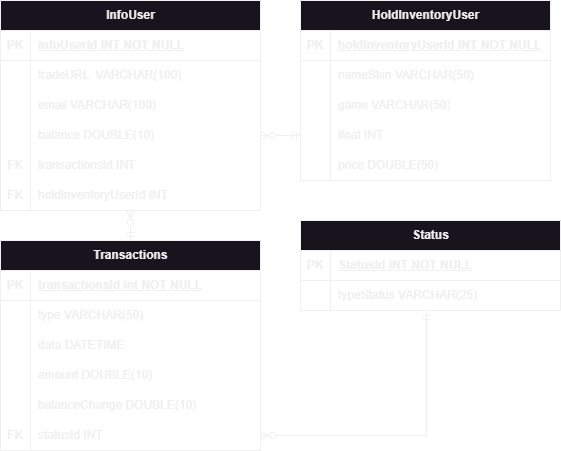 InfoUser
PK infoUserId INT NOT NULL
tradeURL VARCHAR(100)
email VARCHAR(100)
balance DOUBLE(10)
FK transactionsId INT
FK holdInventoryUserId INT
HoldInventoryUser
PK holdInventoryUserId INT NOT NULL
nameSkin VARCHAR(50)
game VARCHAR(50)
float INT
price DOUBLE(50)
Transactions
PK transactionsId int NOT NULL
type VARCHAR(50)
data DATETIME
amount DOUBLE(10)
balanceChange DOUBLE(10)
FK statusId INT
Status
PK StatusId INT NOT NULL
typeStatus VARCHAR(25)